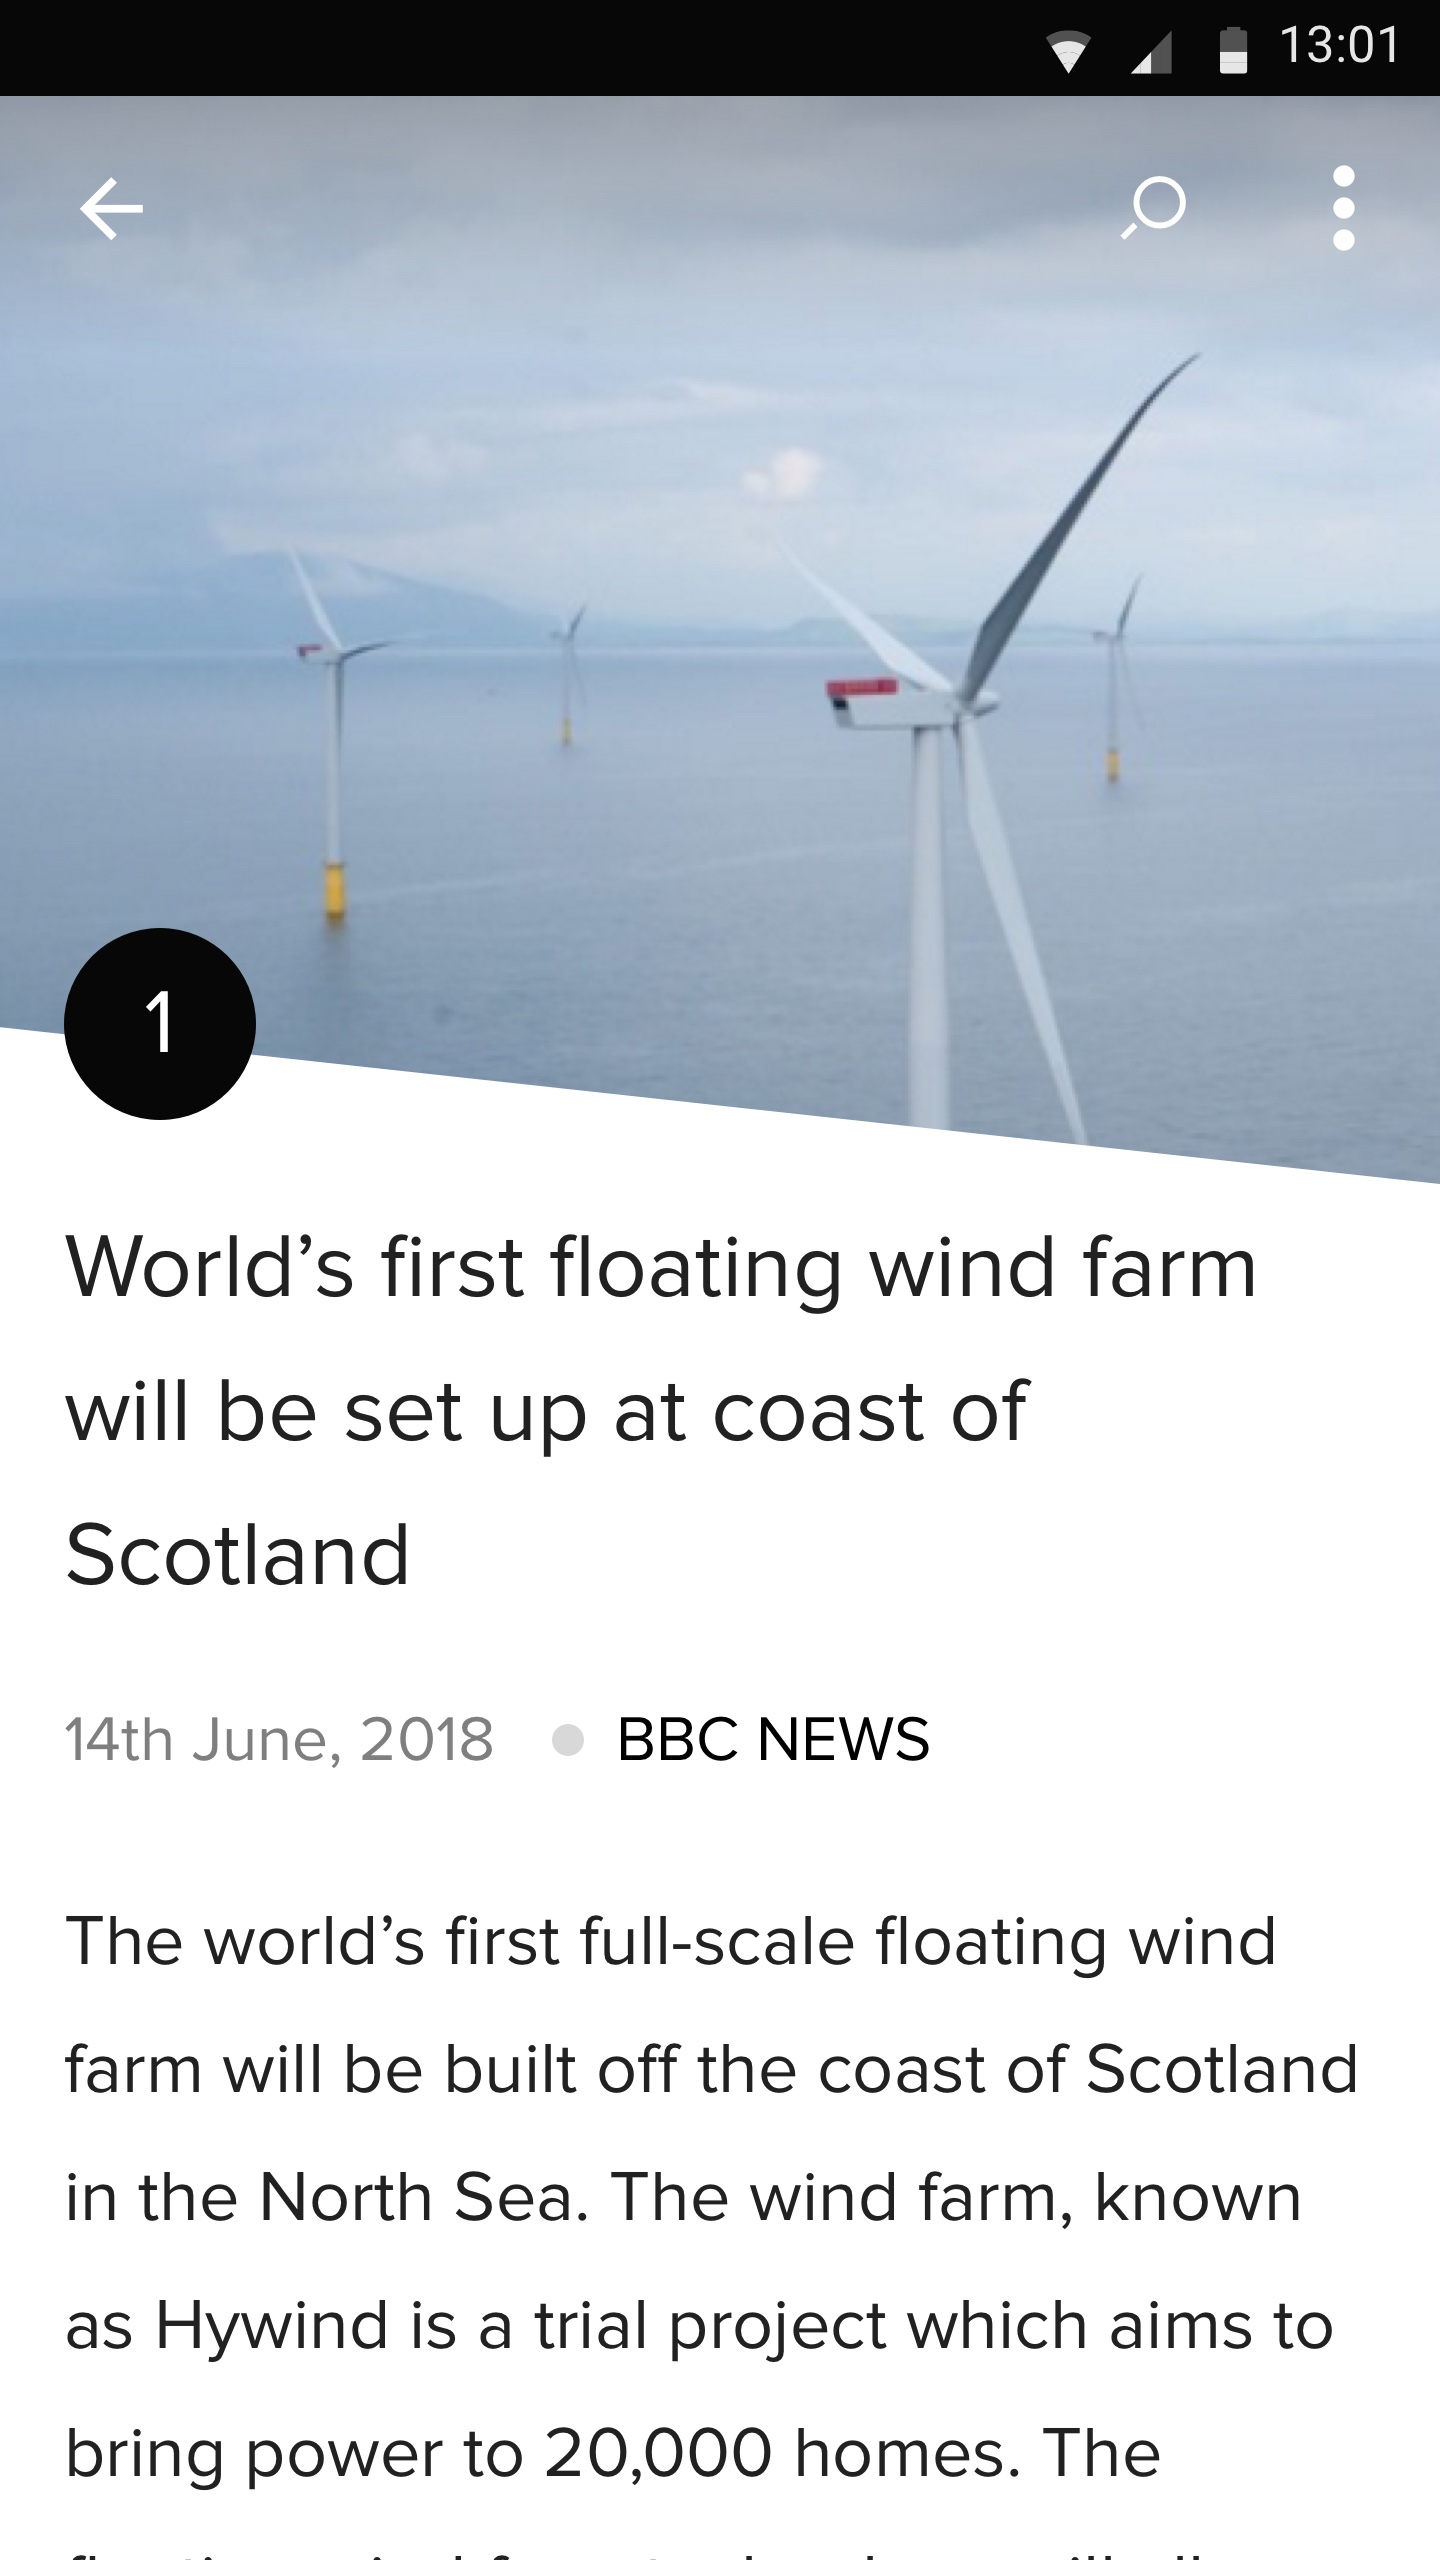 13:01
1
World’s first floating wind farm
will be set up at coast of
Scotland
14th June, 2018 BBC NEWS
The world’s first full-scale floating wind
farm will be built off the coast of Scotland
in the North Sea. The wind farm, known
as Hywind is a trial project which aims to
bring power to 20,000 homes. The